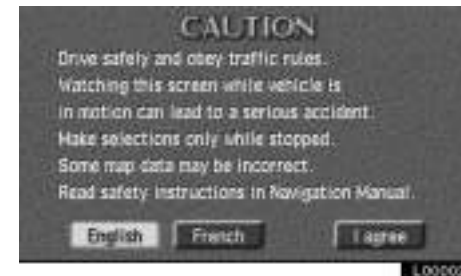 CAUTION
Drive safely and obey traffic rules.
Watching this screen while vehicle is
in motion can lead to a serious accident.
Make selections only while stopped.
Some map data may be incorrect.
Read safety instructions in Navigation Manual.
English French I agree